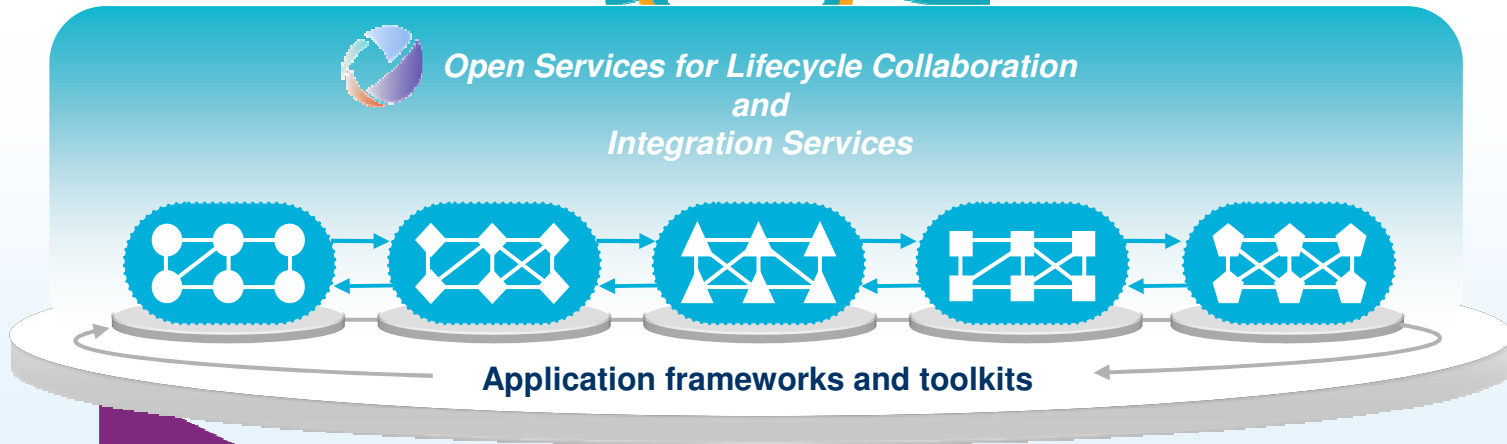 Open Services for Lifecycle Collaboration
and
Integration Services
Application frameworks and toolkits